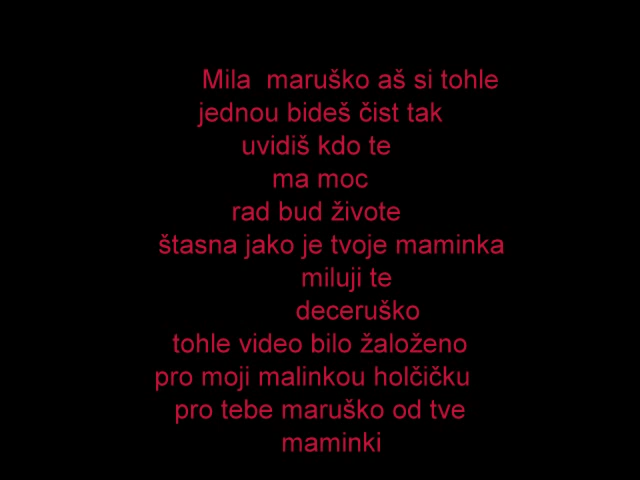 Mila maruško aš si tohle
jednou bideš čist tak
uvidiš kdo te
ma moc
rad bud živote
štasna jako je tvoje maminka
miluji te
deceruško
tohle video bilo žaloženo
pro moji malinkou holčičku
pro tebe maruško od tve
maminki